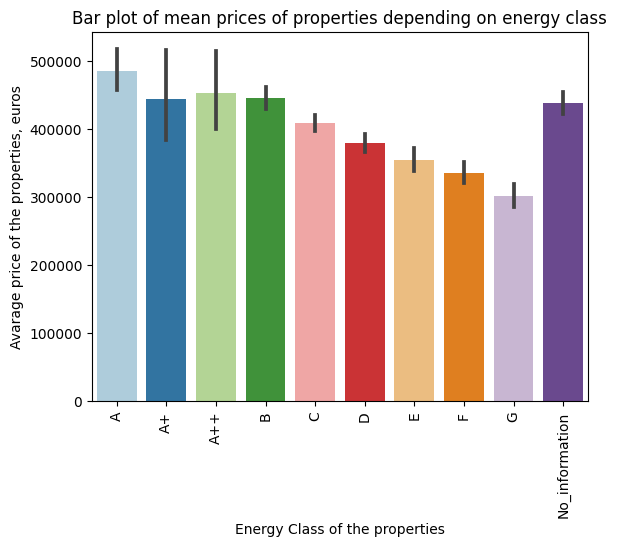 Bar plot of mean prices of properties depending on energy class
Avarage price of the properties, euros
500000
400000
300000
200000
100000
0
A
A+
A++
B
C
D
E
F
G
No_information
Energy Class of the properties